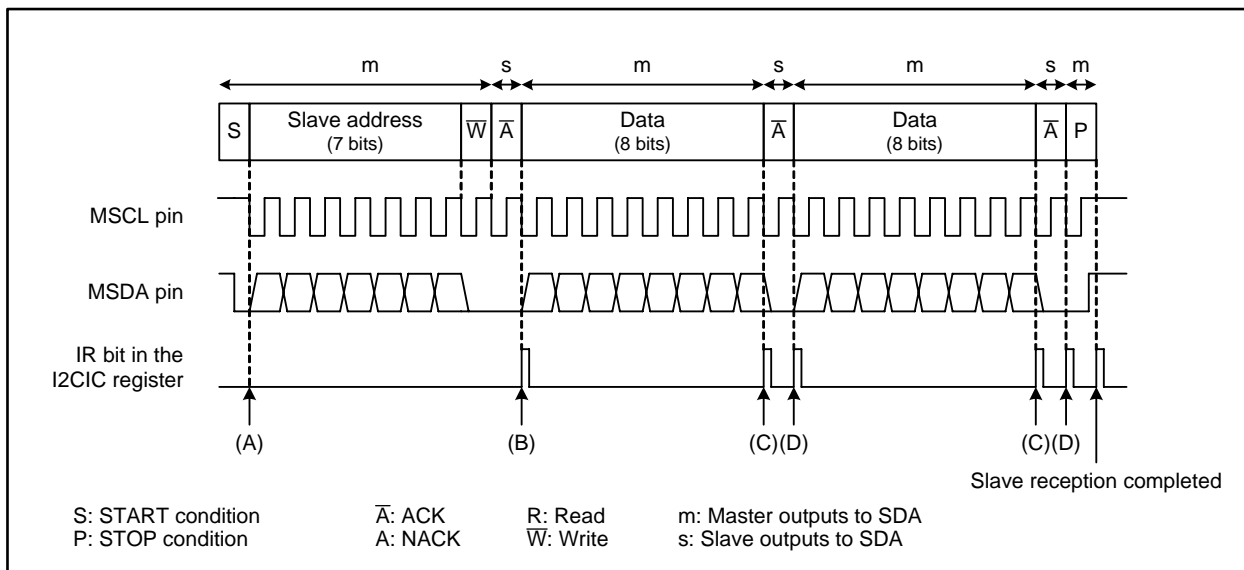 m s m s m s m
S Slave address (7 bits) W̅ A̅ Data (8 bits) A̅ Data (8 bits) A̅ P
MSCL pin
MSDA pin
IR bit in the
I2CIC register
(A) (B) (C) (D) (C) (D)
Slave reception completed
S: START condition A̅: ACK R: Read m: Master outputs to SDA
P: STOP condition A: NACK W̅: Write s: Slave outputs to SDA